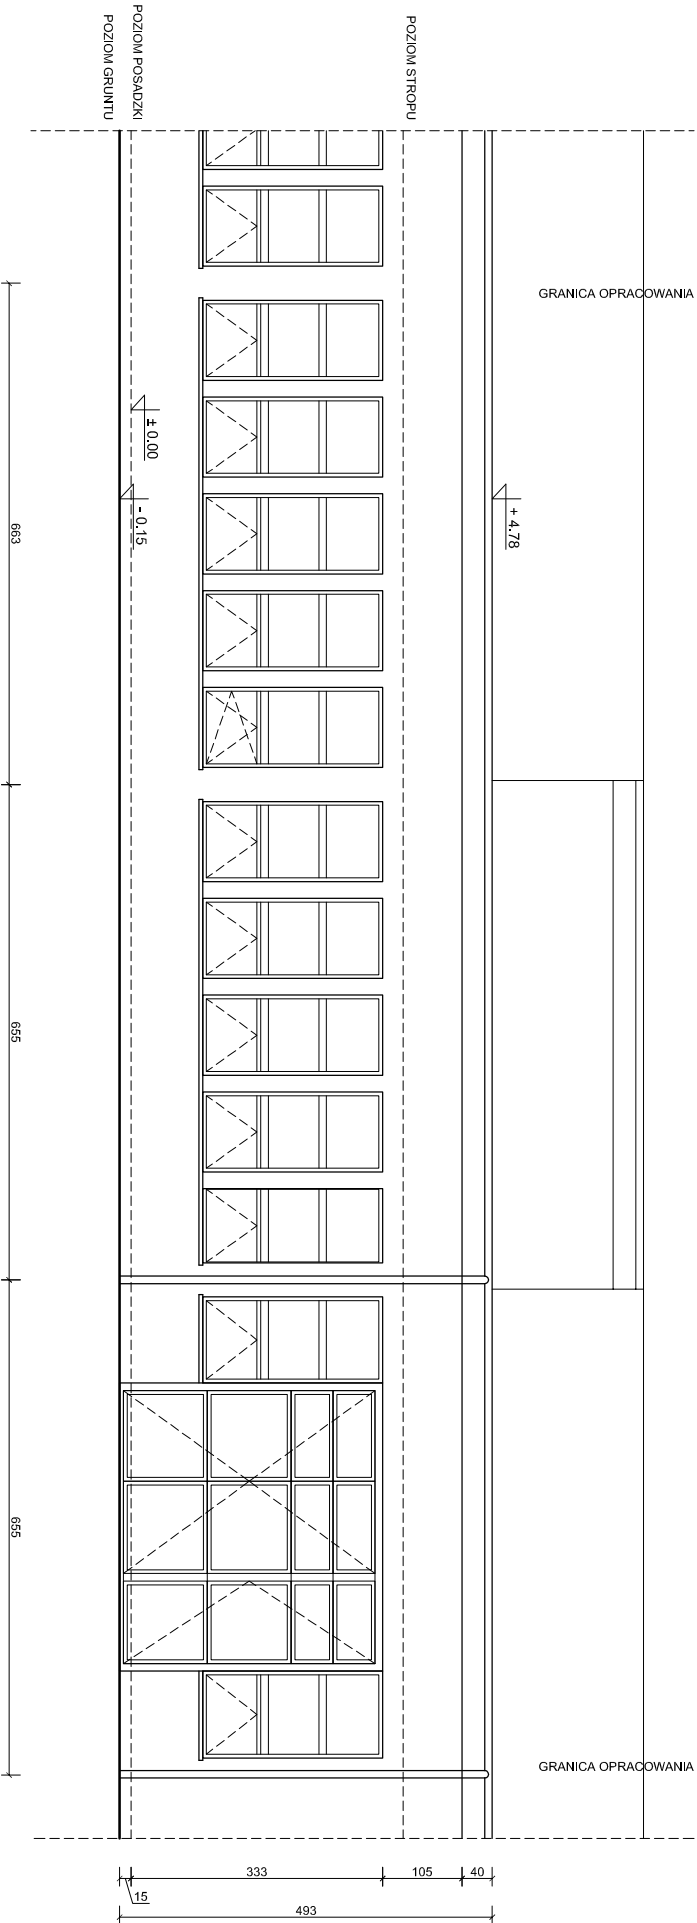 POZIOM STROPU
POZIOM POSADZKI
POZIOM GRUNTU
GRANICA OPRACOWANIA
± 0.00
- 0.15
+ 4.78
663
655
655
GRANICA OPRACOWANIA
333
105
40
15
493